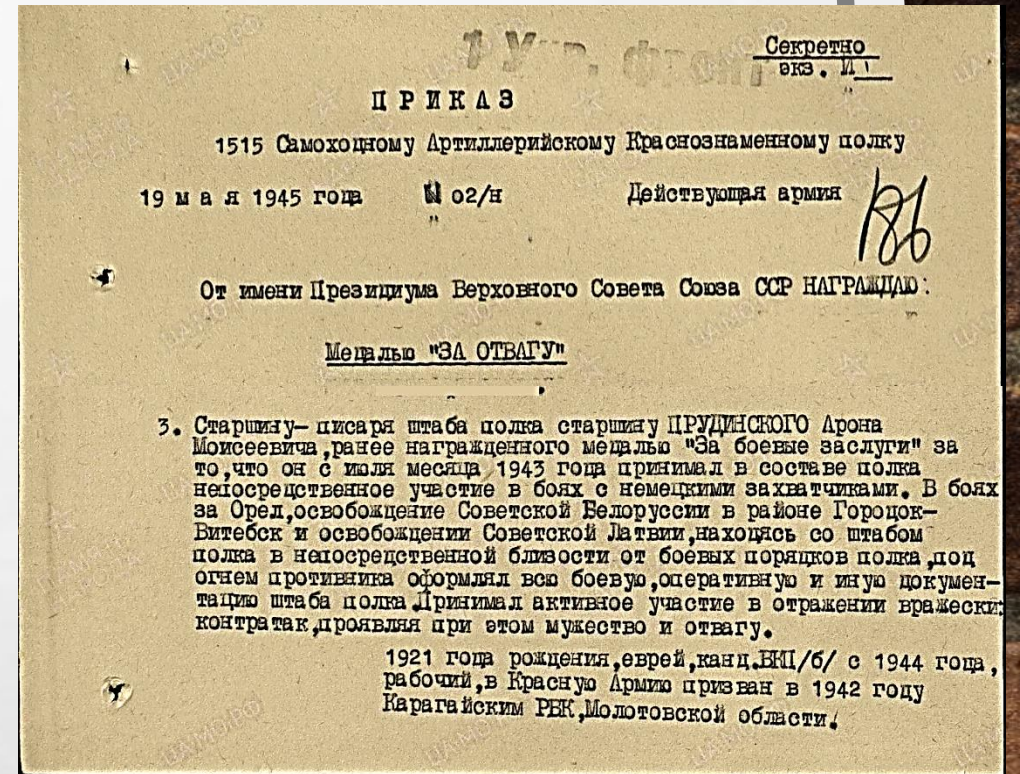 1 Укр. фронт
Секретно
экз. № 1
ПРИКАЗ
1515 Самоходному Артиллерийскому Краснознаменному полку
19 мая 1945 года № 02/н Действующая армия
186
От имени Президиума Верховного Совета Союза ССР НАГРАЖДАЮ:
Медалью "ЗА ОТВАГУ"
3. Старшину-писаря штаба полка старшину ПРУДИНСКОГО Арона
Моисеевича,ранее награжденного медалью "За боевые заслуги" за
то,что он с июля месяца 1943 года принимал в составе полка
непосредственное участие в боях с немецкими захватчиками. В боях
за Орел,освобождение Советской Белоруссии в районе Городок-
Витебск и освобождении Советской Латвии,находясь со штабом
полка в непосредственной близости от боевых порядков полка,под
огнем противника оформлял всю боевую,оперативную и иную докумен-
тацию штаба полка.Принимал активное участие в отражении вражески
контратак,проявляя при этом мужество и отвагу.
1921 года рождения,еврей,канд.ВКП/б/ с 1944 года,
рабочий,в Красную Армию призван в 1942 году
Карагайским РВК,Молотовской области.